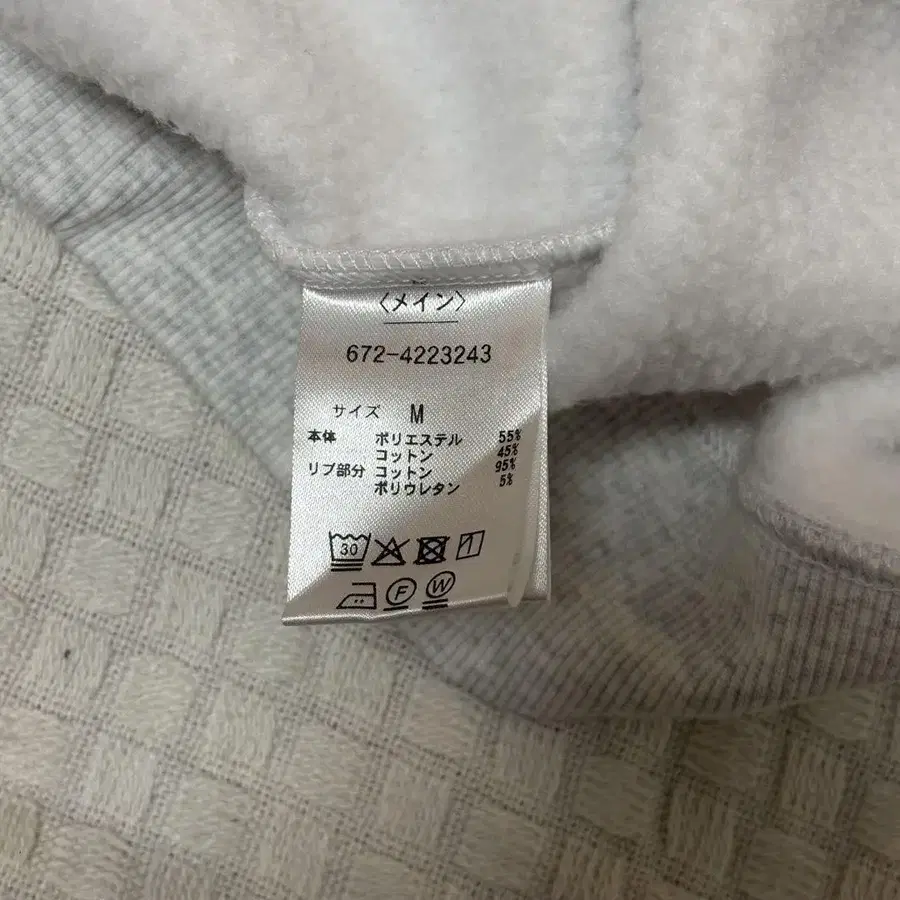 〈メイン〉
672-4223243
サイズ M
本体 ポリエステル 55%
コットン 45%
リブ部分 コットン 95%
ポリウレタン 5%
30
F W